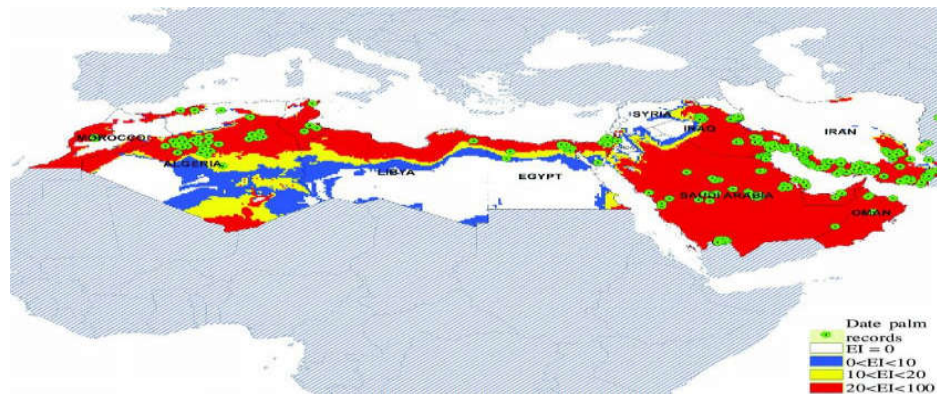 SYRIA
MOROCCO
IRAQ
IRAN
ALGERIA
LIBYA
EGYPT
SAUDI ARABIA
OMAN
Date palm
records
EI = 0
0<EI<10
10<EI<20
20<EI<100